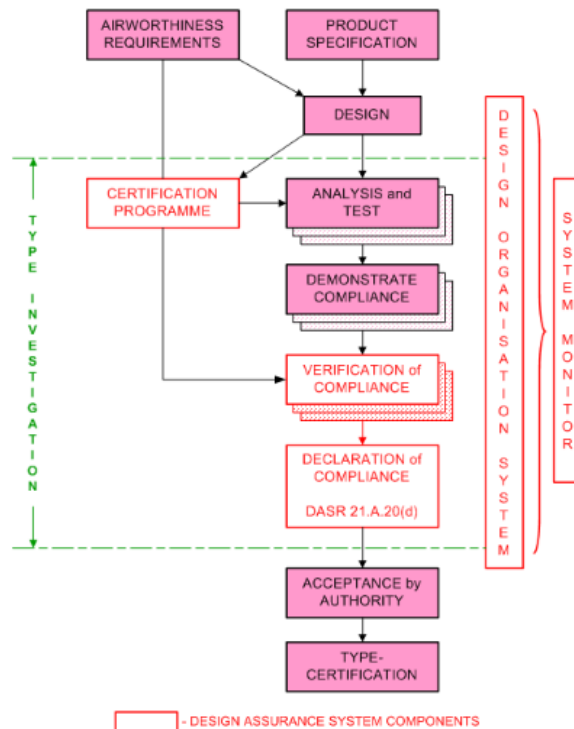 AIRWORTHINESS
REQUIREMENTS
PRODUCT
SPECIFICATION
DESIGN
CERTIFICATION
PROGRAMME
ANALYSIS and
TEST
DEMONSTRATE
COMPLIANCE
VERIFICATION of
COMPLIANCE
DECLARATION of
COMPLIANCE
DASR 21.A.20(d)
ACCEPTANCE by
AUTHORITY
TYPE-
CERTIFICATION
TYPE INVESTIGATION
DESIGN ORGANISATION SYSTEM
SYSTEM MONITOR
- DESIGN ASSURANCE SYSTEM COMPONENTS